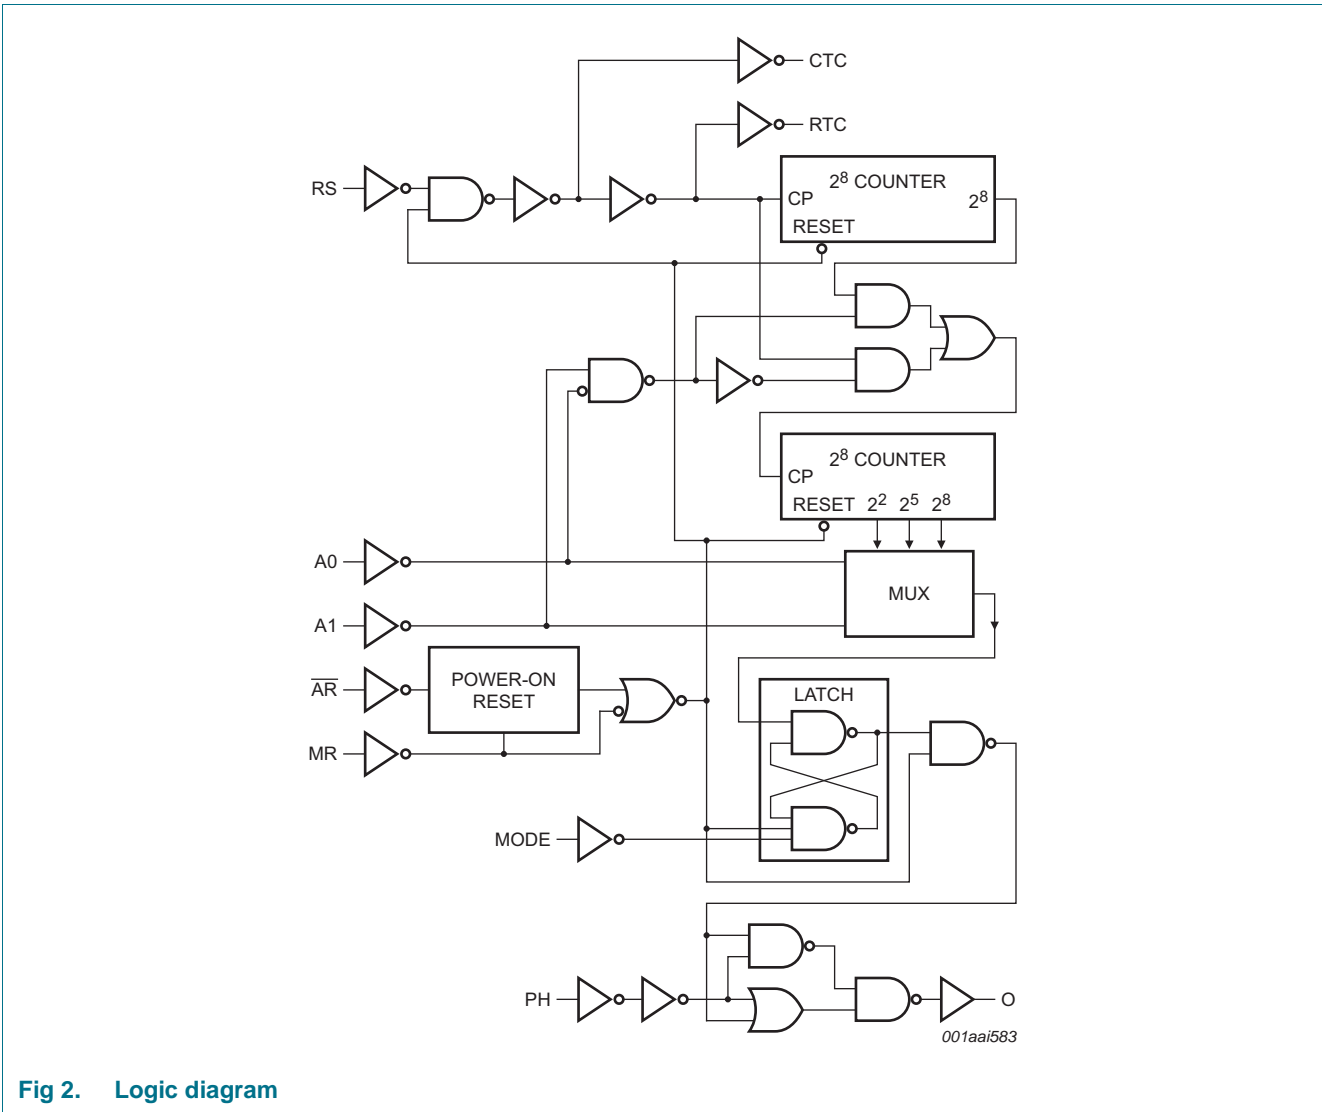 CTC
RTC
RS
2⁸ COUNTER
CP
2⁸
RESET
2⁸ COUNTER
CP
RESET 2² 2⁵ 2⁸
A0
MUX
A1
A̅R̅
POWER-ON
RESET
LATCH
MR
MODE
PH
O
001aai583
Fig 2. Logic diagram